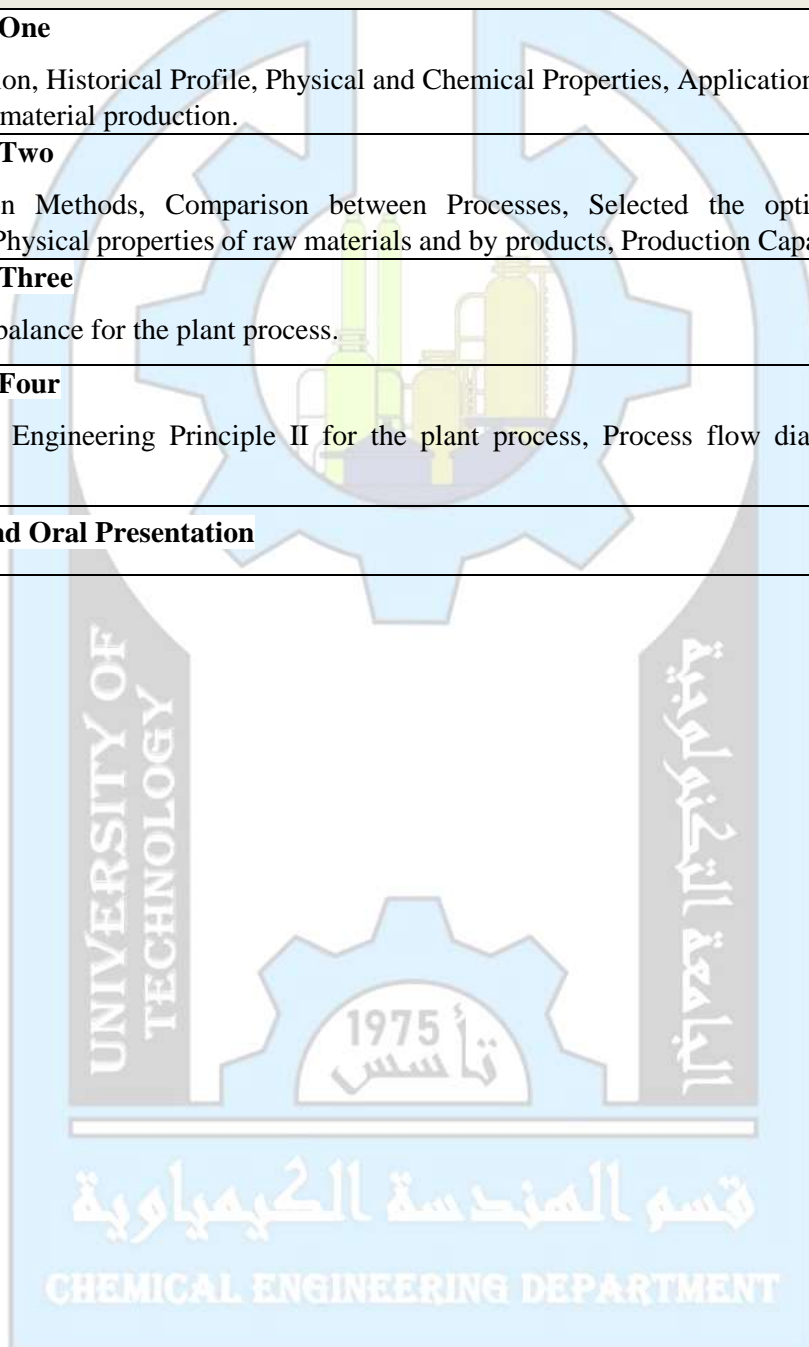 One
ion, Historical Profile, Physical and Chemical Properties, Application
material production.
Two
n Methods, Comparison between Processes, Selected the opti
Physical properties of raw materials and by products, Production Capa
Three
balance for the plant process.
Four
Engineering Principle II for the plant process, Process flow dia
nd Oral Presentation
UNIVERSITY OF
TECHNOLOGY
الجامعة التكنولوجية
1975
تأسس
قسم الهندسة الكيمياوية
CHEMICAL ENGINEERING DEPARTMENT